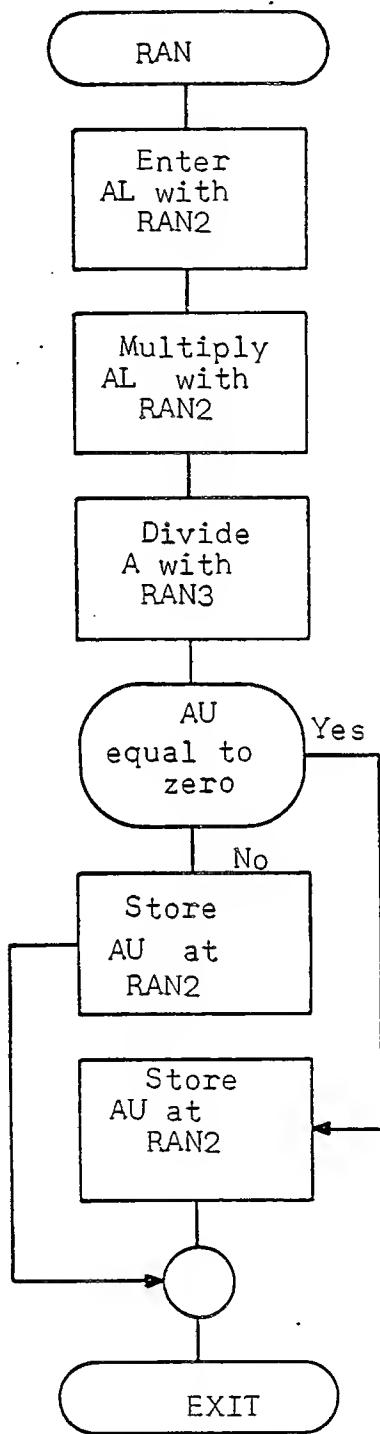 RAN
Enter
AL with
RAN2
Multiply
AL with
RAN2
Divide
A with
RAN3
AU
equal to
zero
Yes
No
Store
AU at
RAN2
Store
AU at
RAN2
EXIT